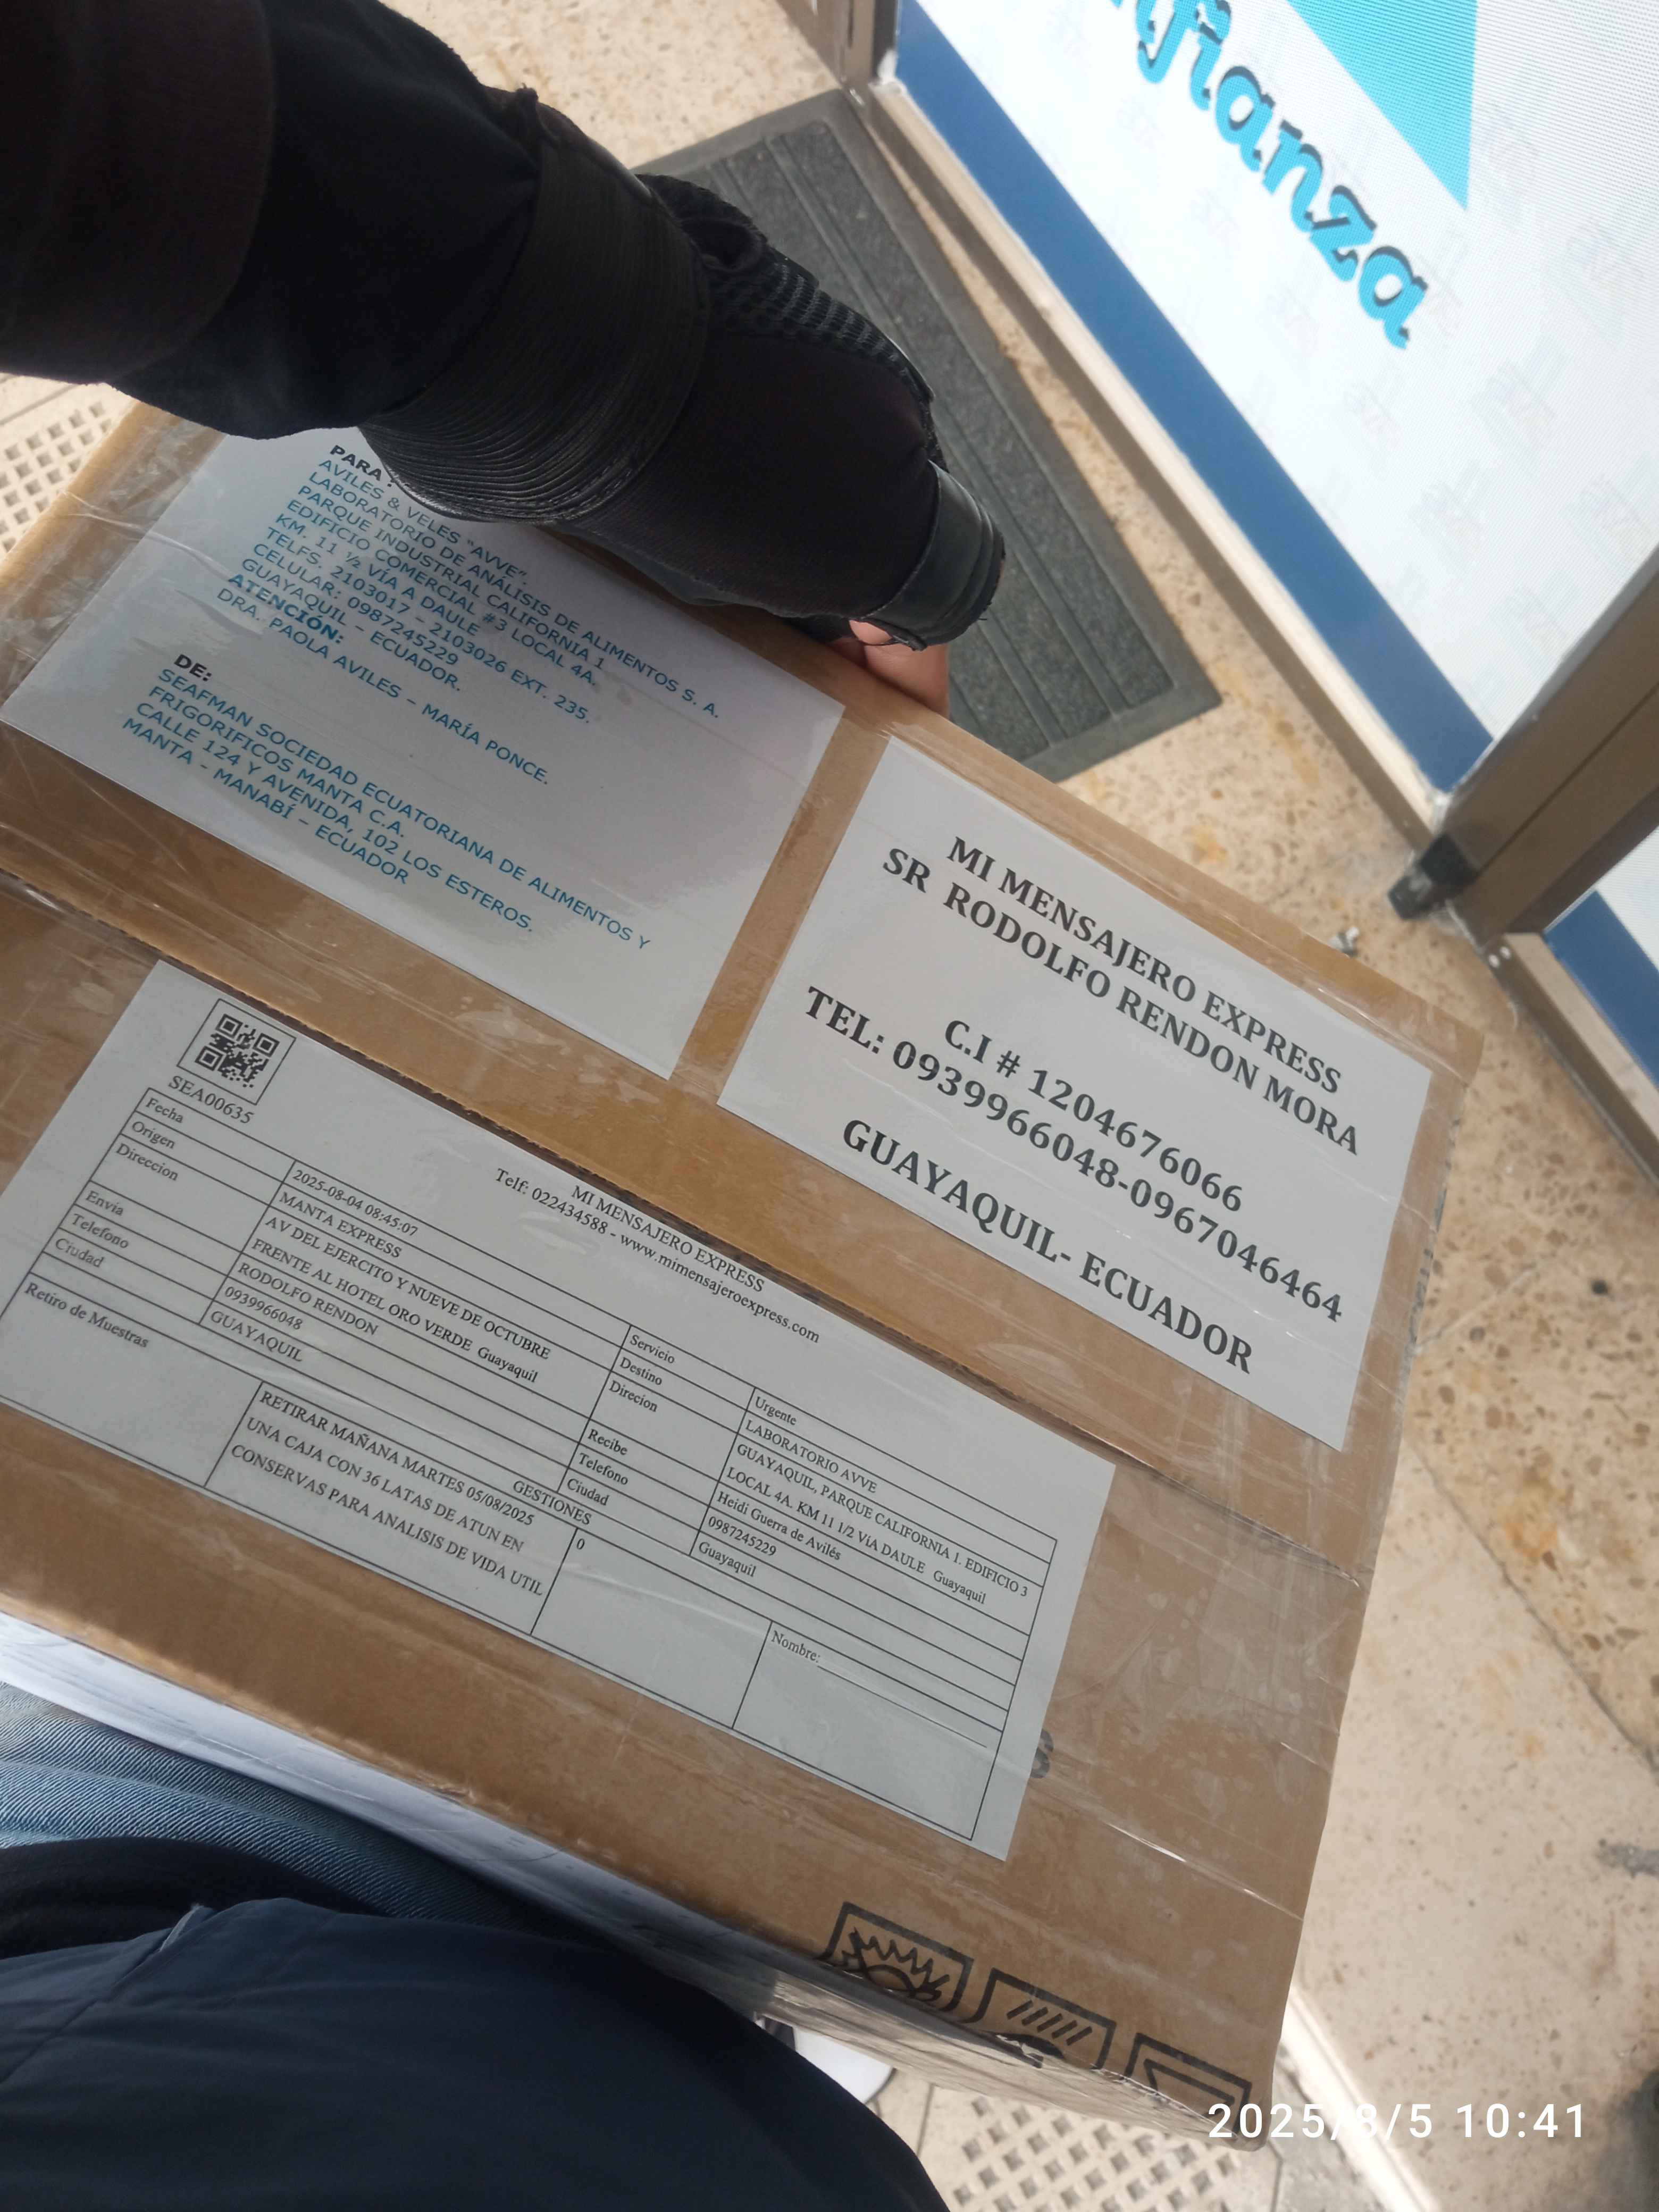 nfianza
PARA
AVILES & VELES "AVVE".
LABORATORIO DE ANÁLISIS DE ALIMENTOS S. A.
PARQUE INDUSTRIAL CALIFORNIA 1
EDIFICIO COMERCIAL #3 LOCAL 4A.
KM. 11 ½ VÍA A DAULE
TELFS. 2103017 – 2103026 EXT. 235.
CELULAR: 0987245229
GUAYAQUIL – ECUADOR.
ATENCIÓN:
DRA. PAOLA AVILES – MARÍA PONCE.
DE:
SEAFMAN SOCIEDAD ECUATORIANA DE ALIMENTOS Y
FRIGORIFICOS MANTA C.A.
CALLE 124 Y AVENIDA, 102 LOS ESTEROS.
MANTA - MANABÍ – ECUADOR
MI MENSAJERO EXPRESS
SR RODOLFO RENDON MORA
C.I # 1204676066
TEL: 0939966048-0967046464
GUAYAQUIL- ECUADOR
SEA00635
MI MENSAJERO EXPRESS
Telf: 022434588 - www.mimensajeroexpress.com
Fecha 2025-08-04 08:45:07 Servicio Urgente
Origen MANTA EXPRESS Destino LABORATORIO AVVE
Direccion AV DEL EJERCITO Y NUEVE DE OCTUBRE Direcion GUAYAQUIL, PARQUE CALIFORNIA 1. EDIFICIO 3
FRENTE AL HOTEL ORO VERDE Guayaquil LOCAL 4A. KM 11 1/2 VíA DAULE Guayaquil
Envia RODOLFO RENDON Recibe Heidi Guerra de Avilés
Telefono 0939966048 Telefono 0987245229
Ciudad GUAYAQUIL Ciudad Guayaquil
GESTIONES
Retiro de Muestras RETIRAR MAÑANA MARTES 05/08/2025 0 Nombre:
UNA CAJA CON 36 LATAS DE ATUN EN
CONSERVAS PARA ANALISIS DE VIDA UTIL
2025/8/5 10:41